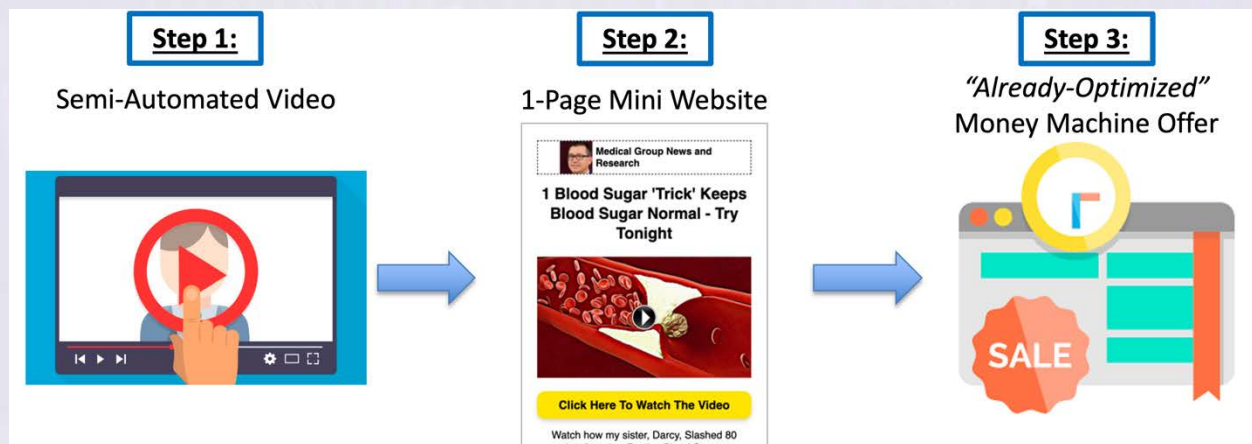 Step 1:
Semi-Automated Video
Step 2:
1-Page Mini Website
Medical Group News and
Research
1 Blood Sugar 'Trick' Keeps
Blood Sugar Normal - Try
Tonight
Click Here To Watch The Video
Watch how my sister, Darcy, Slashed 80
Step 3:
“Already-Optimized”
Money Machine Offer
SALE